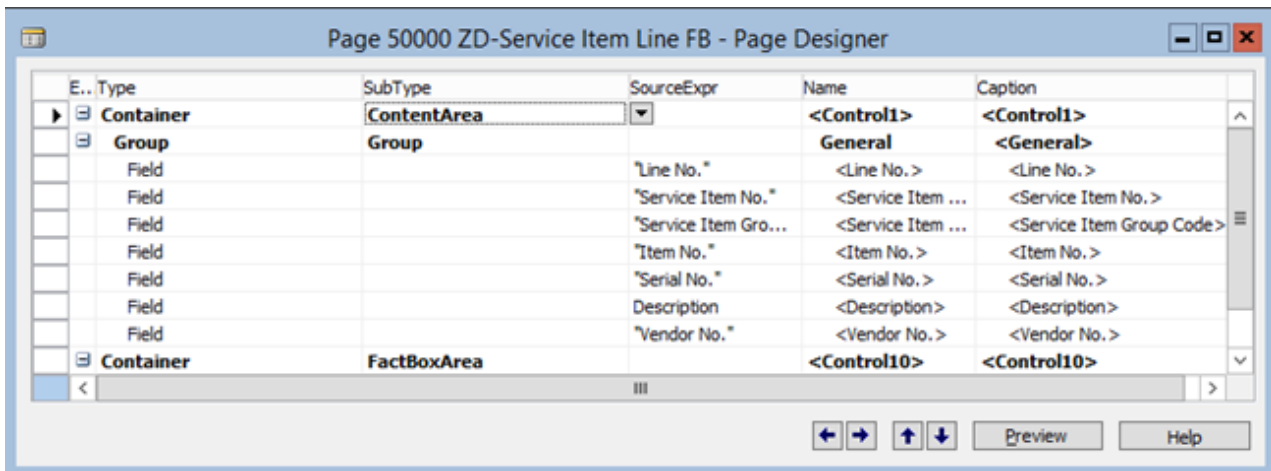 Page 50000 ZD-Service Item Line FB - Page Designer
E.. Type SubType SourceExpr Name Caption
Container ContentArea <Control1> <Control1>
Group Group General <General>
Field "Line No." <Line No.> <Line No.>
Field "Service Item No." <Service Item ... <Service Item No.>
Field "Service Item Gro... <Service Item ... <Service Item Group Code>
Field "Item No." <Item No.> <Item No.>
Field "Serial No." <Serial No.> <Serial No.>
Field Description <Description> <Description>
Field "Vendor No." <Vendor No.> <Vendor No.>
Container FactBoxArea <Control10> <Control10>
Preview Help